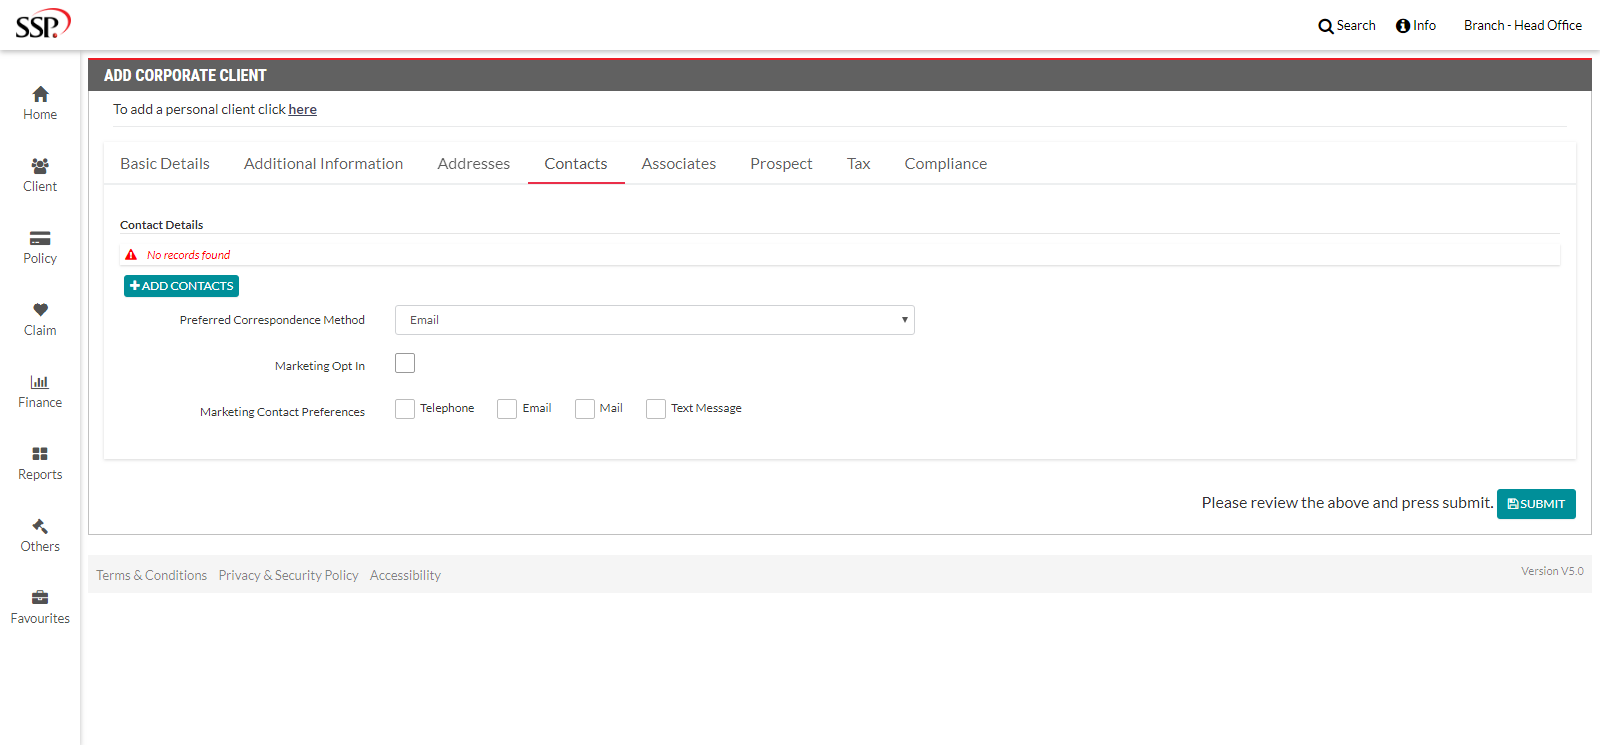 SSP.
Search
Info
Branch - Head Office
Home
Client
Policy
Claim
Finance
Reports
Others
Favourites
ADD CORPORATE CLIENT
To add a personal client click here
Basic Details Additional Information Addresses Contacts Associates Prospect Tax Compliance
Contact Details
No records found
ADD CONTACTS
Preferred Correspondence Method Email
Marketing Opt In
Marketing Contact Preferences Telephone Email Mail Text Message
Please review the above and press submit. SUBMIT
Terms & Conditions Privacy & Security Policy Accessibility
Version V5.0